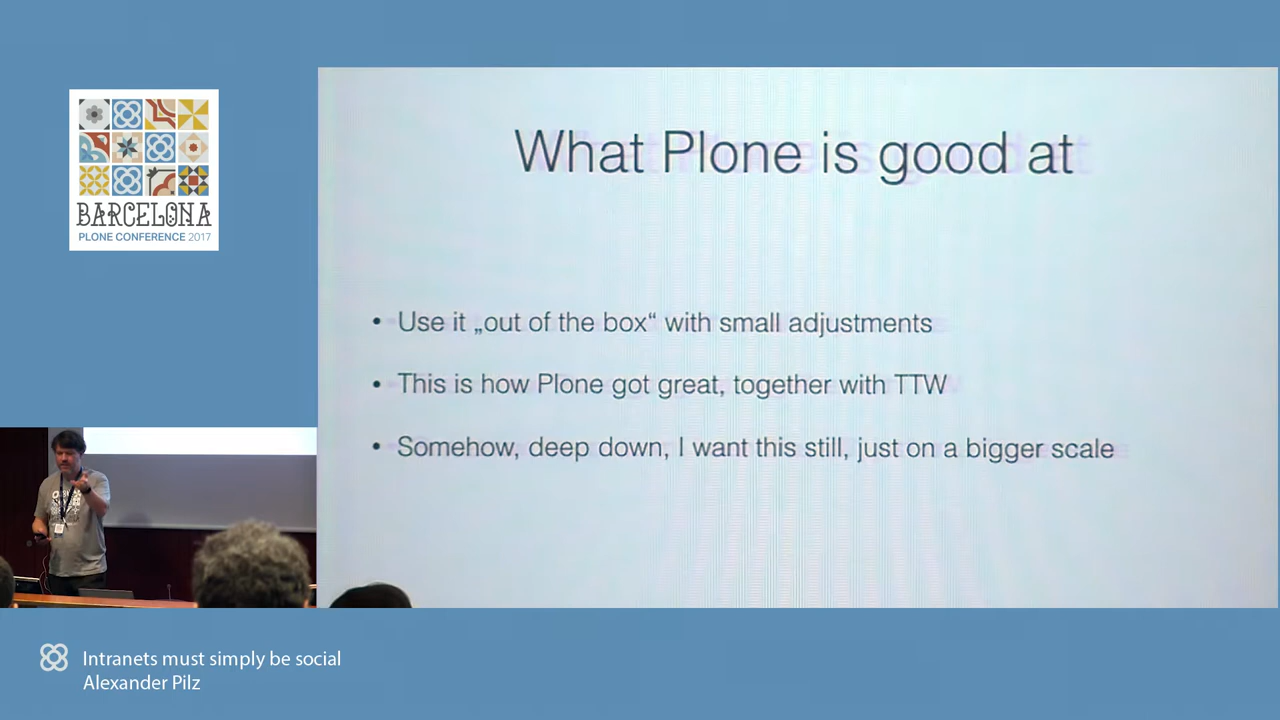 BARCELONA
PLONE CONFERENCE 2017
What Plone is good at
• Use it „out of the box“ with small adjustments
• This is how Plone got great, together with TTW
• Somehow, deep down, I want this still, just on a bigger scale
Intranets must simply be social
Alexander Pilz